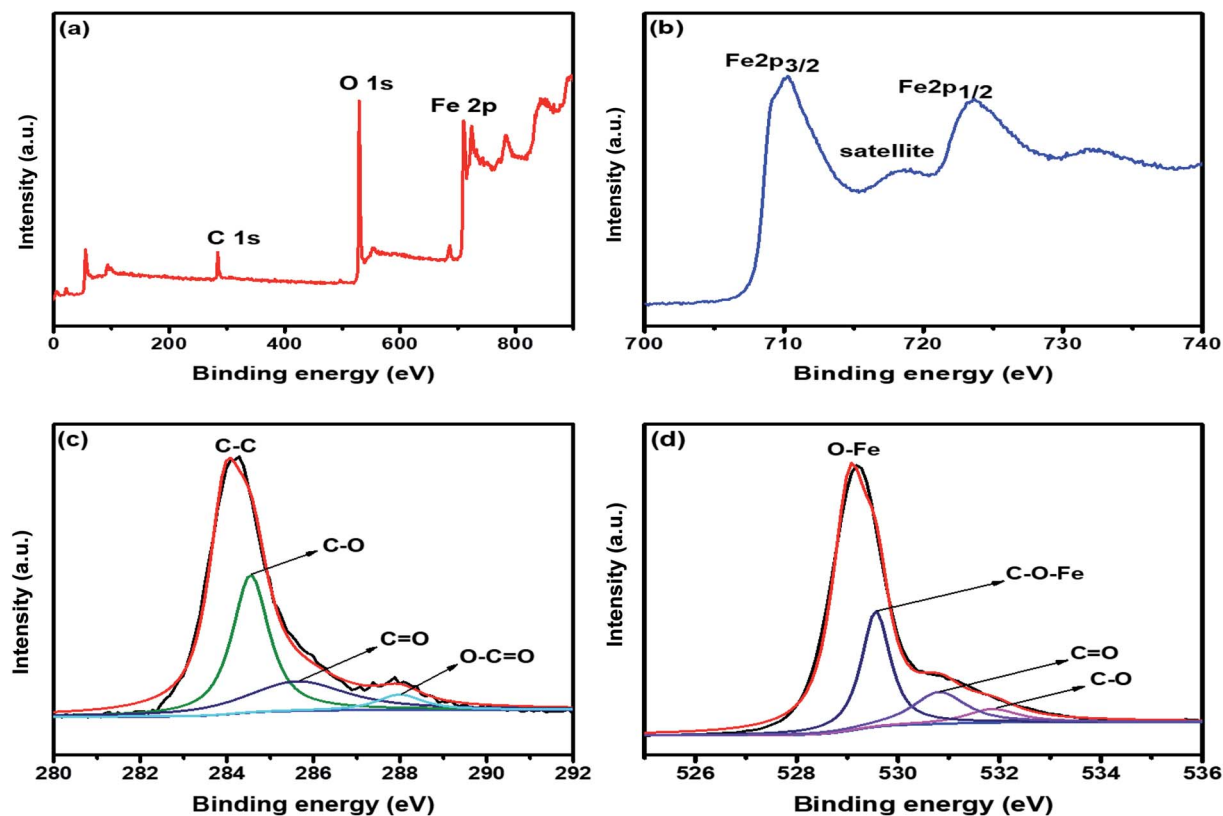 (a)
O 1s
Fe 2p
C 1s
Intensity (a.u.)
0 200 400 600 800
Binding energy (eV)
(b)
Fe2p3/2
Fe2p1/2
satellite
Intensity (a.u.)
700 710 720 730 740
Binding energy (eV)
(c)
C-C
C-O
C=O
O-C=O
Intensity (a.u.)
280 282 284 286 288 290 292
Binding energy (eV)
(d)
O-Fe
C-O-Fe
C=O
C-O
Intensity (a.u.)
526 528 530 532 534 536
Binding energy (eV)